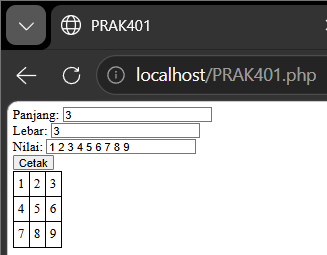 PRAK401
localhost/PRAK401.php
Panjang: 3
Lebar: 3
Nilai: 1 2 3 4 5 6 7 8 9
Cetak
1 2 3
4 5 6
7 8 9